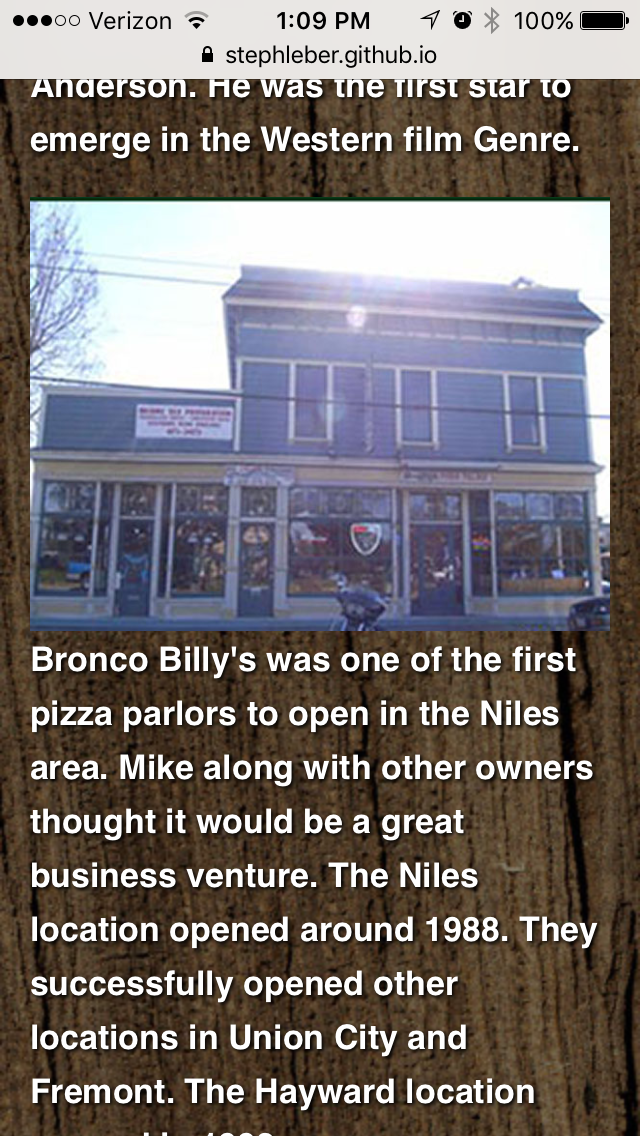 Verizon 1:09 PM 100%
stephleber.github.io
Anderson. He was the first star to
emerge in the Western film Genre.
Bronco Billy's was one of the first
pizza parlors to open in the Niles
area. Mike along with other owners
thought it would be a great
business venture. The Niles
location opened around 1988. They
successfully opened other
locations in Union City and
Fremont. The Hayward location